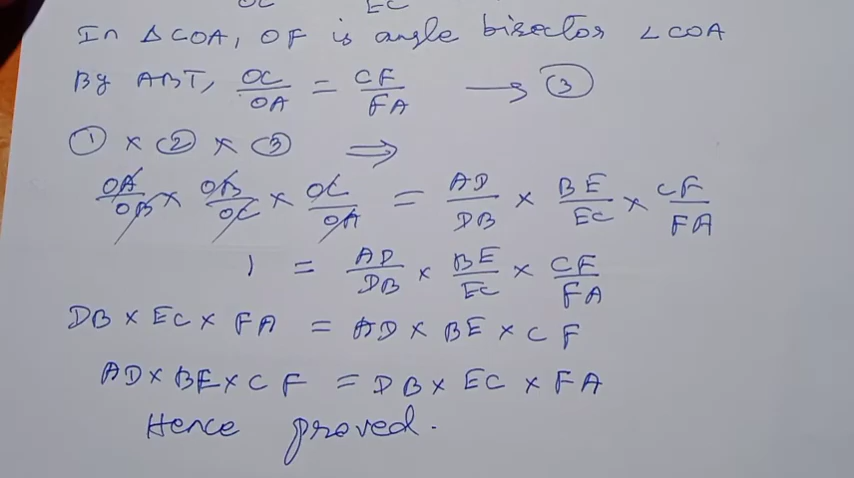 OC EC
In ΔCOA, OF is angle bisector ∠COA
By ABT, OC/OA = CF/FA → ③
① × ② × ③ ⇒
OA/OB × OB/OC × OC/OA = AD/DB × BE/EC × CF/FA
1 = AD/DB × BE/EC × CF/FA
DB × EC × FA = AD × BE × CF
AD × BE × CF = DB × EC × FA
Hence proved.